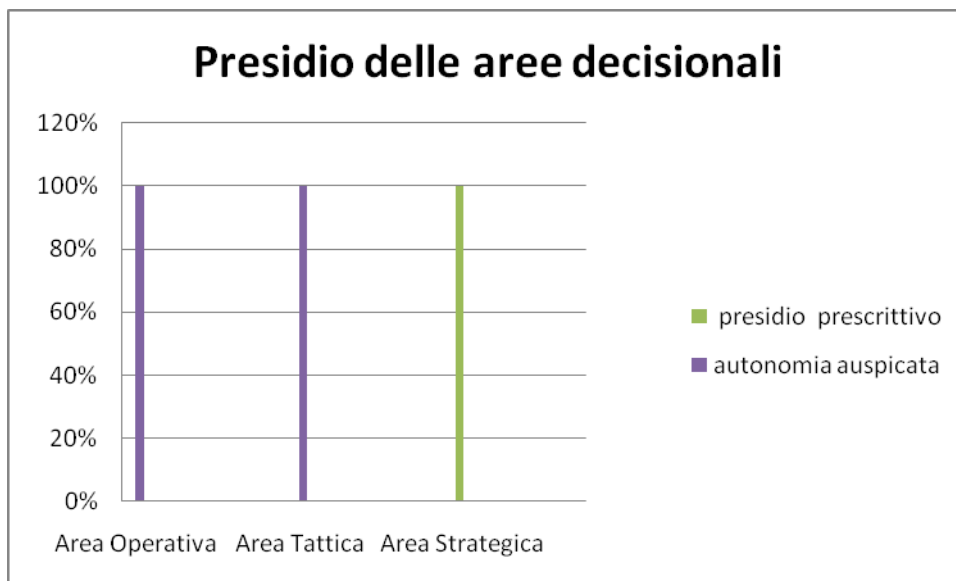 Presidio delle aree decisionali
120%
100%
80%
60%
40%
20%
0%
Area Operativa Area Tattica Area Strategica
presidio prescrittivo
autonomia auspicata